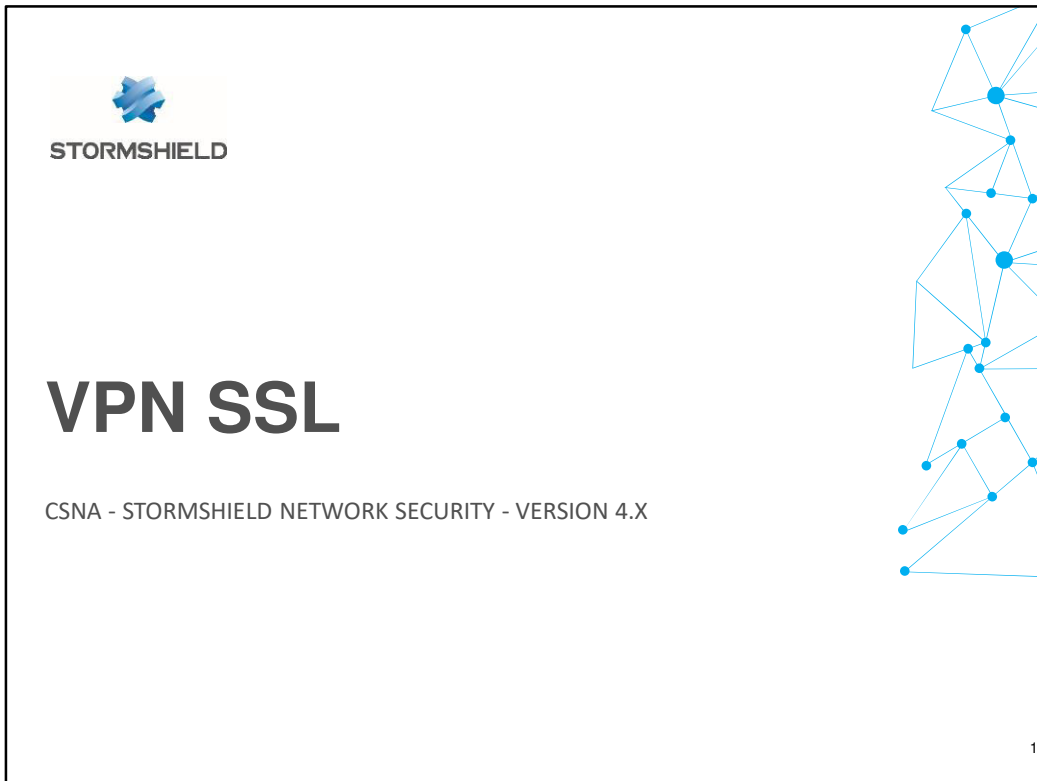 STORMSHIELD
VPN SSL
CSNA - STORMSHIELD NETWORK SECURITY - VERSION 4.X
1